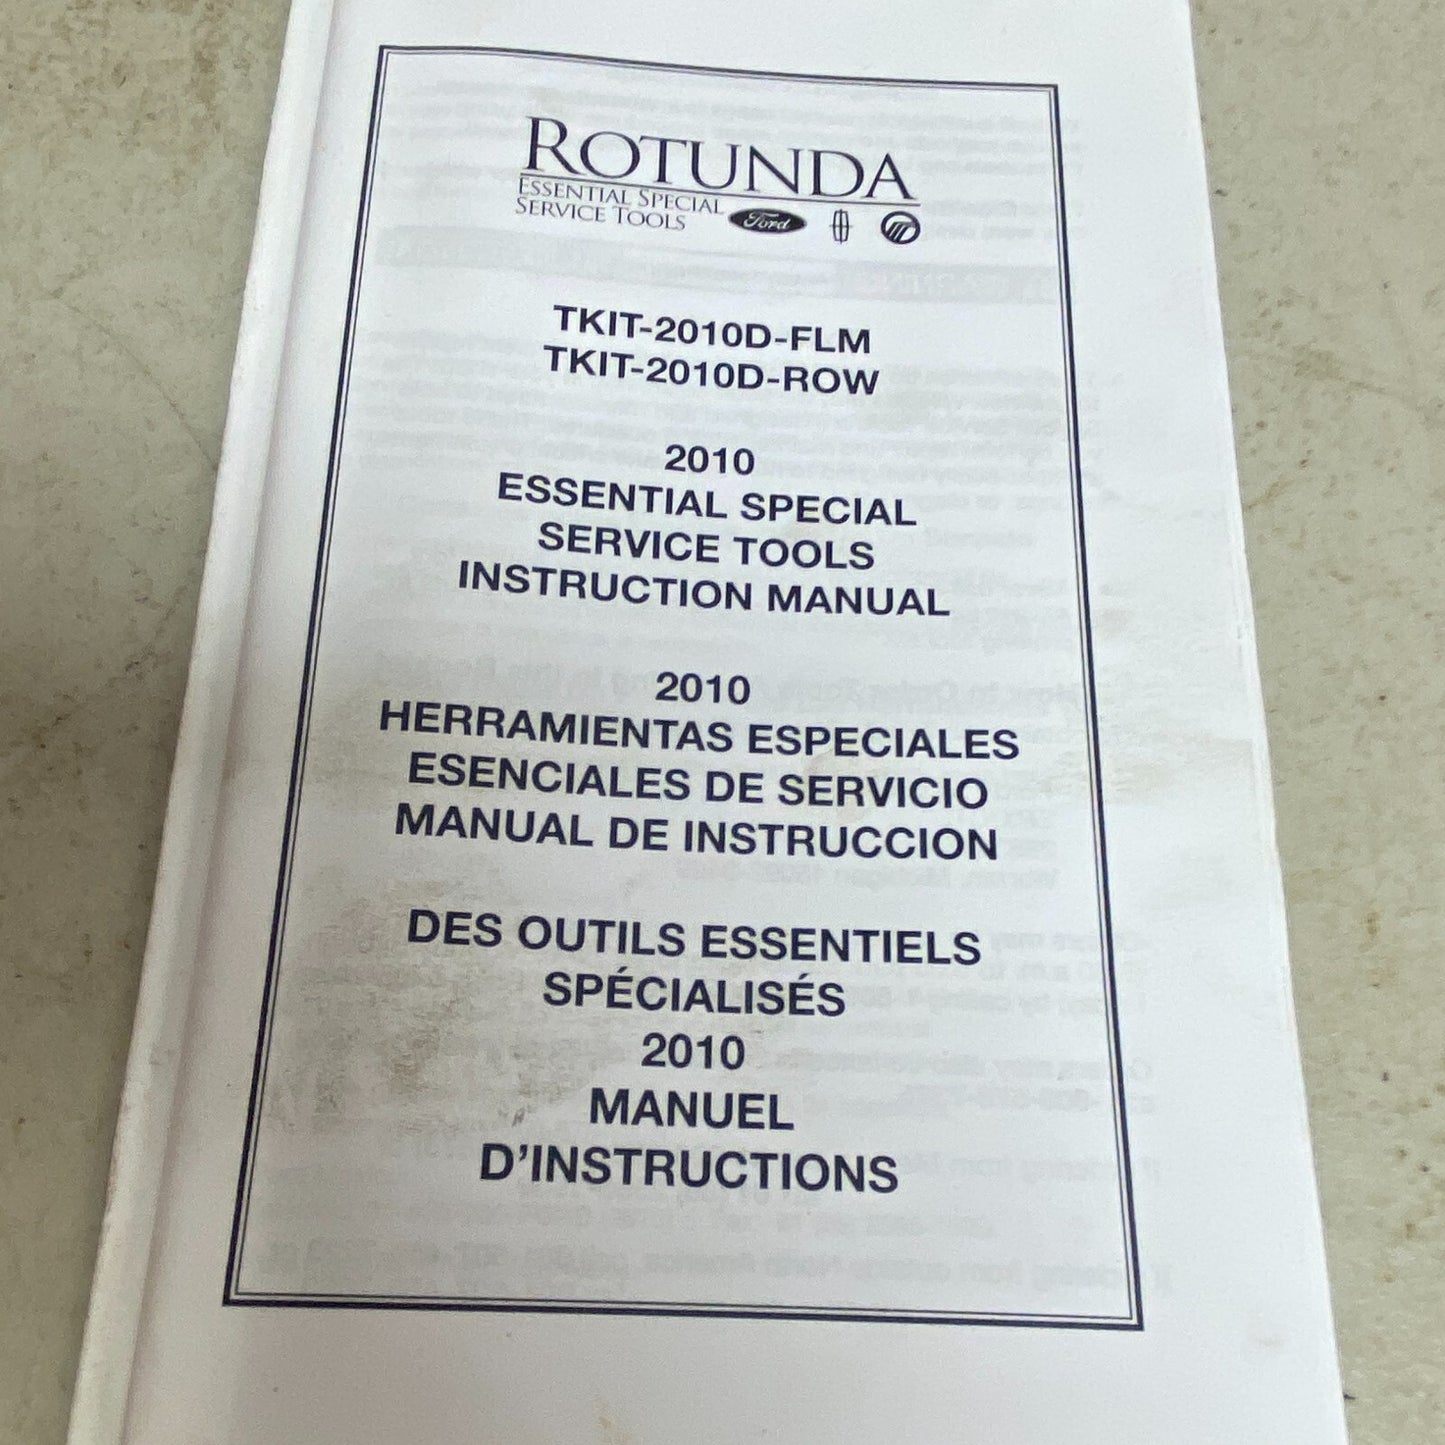 ROTUNDA
ESSENTIAL SPECIAL
SERVICE TOOLS
Ford
TKIT-2010D-FLM
TKIT-2010D-ROW
2010
ESSENTIAL SPECIAL
SERVICE TOOLS
INSTRUCTION MANUAL
2010
HERRAMIENTAS ESPECIALES
ESENCIALES DE SERVICIO
MANUAL DE INSTRUCCION
DES OUTILS ESSENTIELS
SPÉCIALISÉS
2010
MANUEL
D'INSTRUCTIONS